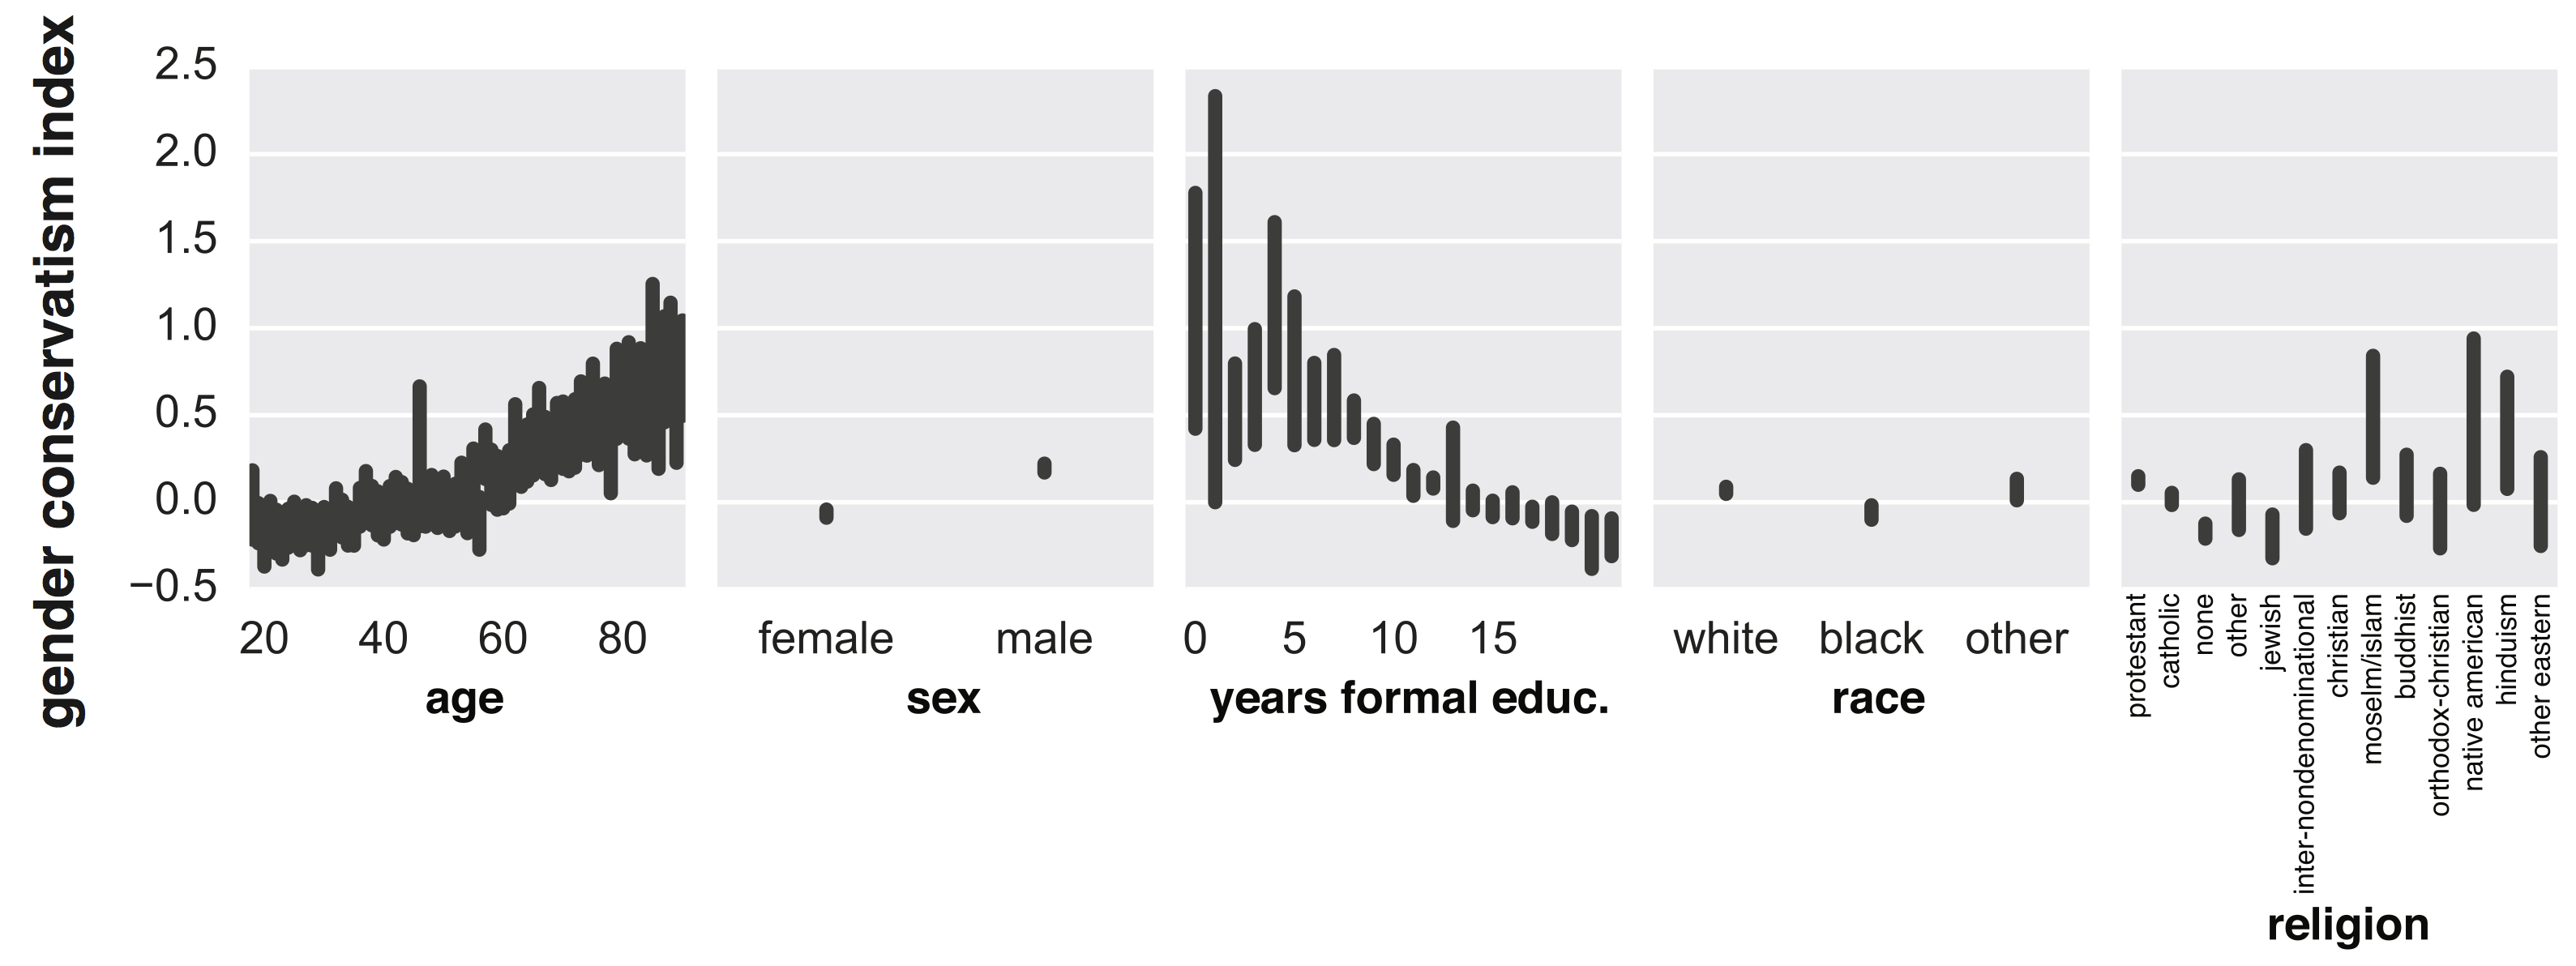 gender conservatism index
2.5
2.0
1.5
1.0
0.5
0.0
−0.5
20 40 60 80
age
female male
sex
0 5 10 15
years formal educ.
white black other
race
protestant
catholic
none
other
jewish
inter-nondenominational
christian
moselm/islam
buddhist
orthodox-christian
native american
hinduism
other eastern
religion